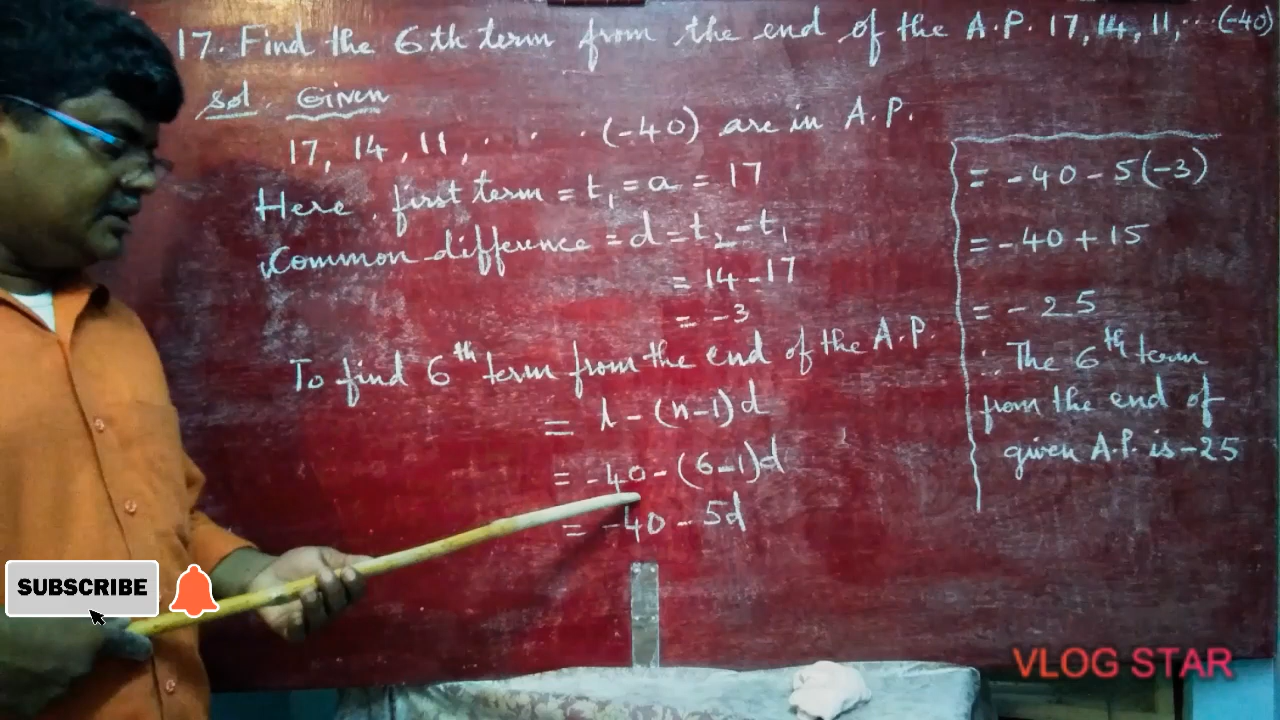 17. Find the 6th term from the end of the A.P. 17, 14, 11, ... (-40)
Sol. Given
17, 14, 11, . . . . (-40) are in A.P.
Here, first term = t₁ = a = 17
Common difference = d = t₂ - t₁
= 14 - 17
= -3
To find 6th term from the end of the A.P.
= l - (n-1)d
= -40 - (6-1)d
= -40 - 5d
= -40 - 5(-3)
= -40 + 15
= -25
∴ The 6th term
from the end of
given A.P. is -25
SUBSCRIBE
VLOG STAR